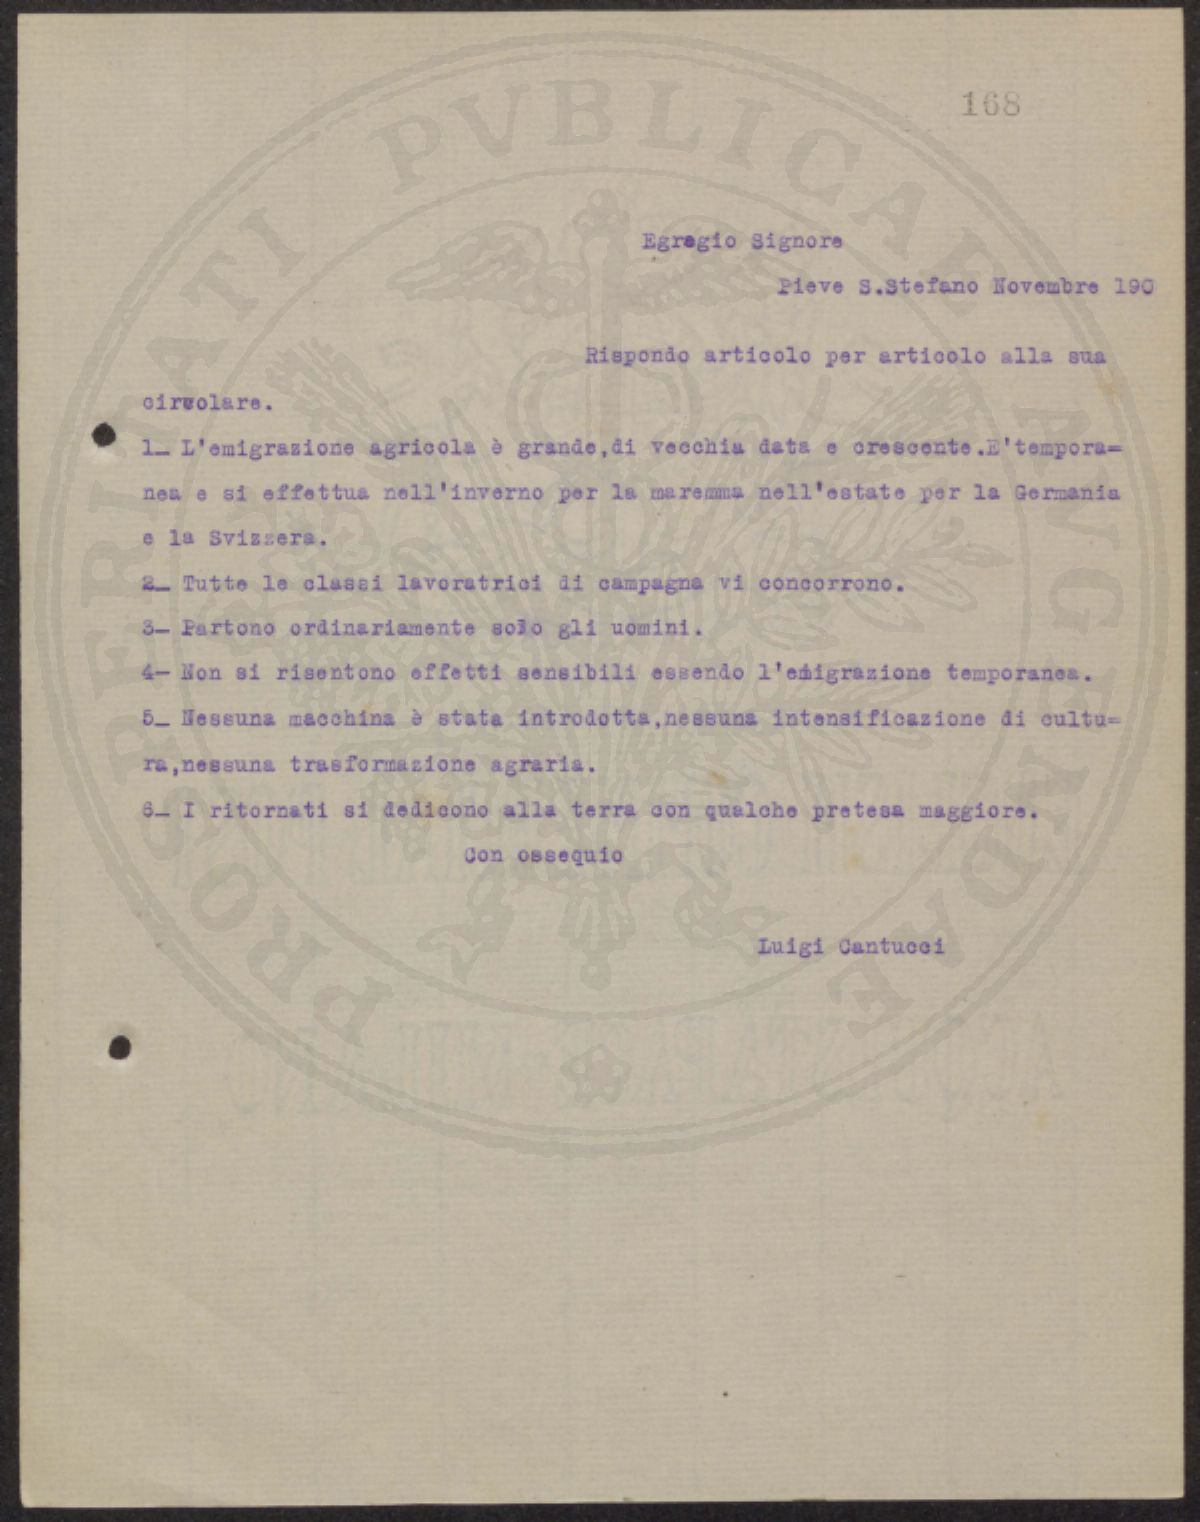 168
Egregio Signore
Pieve S.Stefano Novembre 190
Rispondo articolo per articolo alla sua
circolare.
1_ L'emigrazione agricola è grande,di vecchia data e crescente.E'tempora=
nea e si effettua nell'inverno per la maremma nell'estate per la Germania
e la Svizzera.
2_ Tutte le classi lavoratrici di campagna vi concorrono.
3- Partono ordinariamente solo gli uomini.
4- Non si risentono effetti sensibili essendo l'emigrazione temporanea.
5_ Nessuna macchina è stata introdotta,nessuna intensificazione di cultu=
ra,nessuna trasformazione agraria.
6_ I ritornati si dedicono alla terra con qualche pretesa maggiore.
Con ossequio
Luigi Cantucci
PROSPERITATI PVBLICAE AVGENDAE